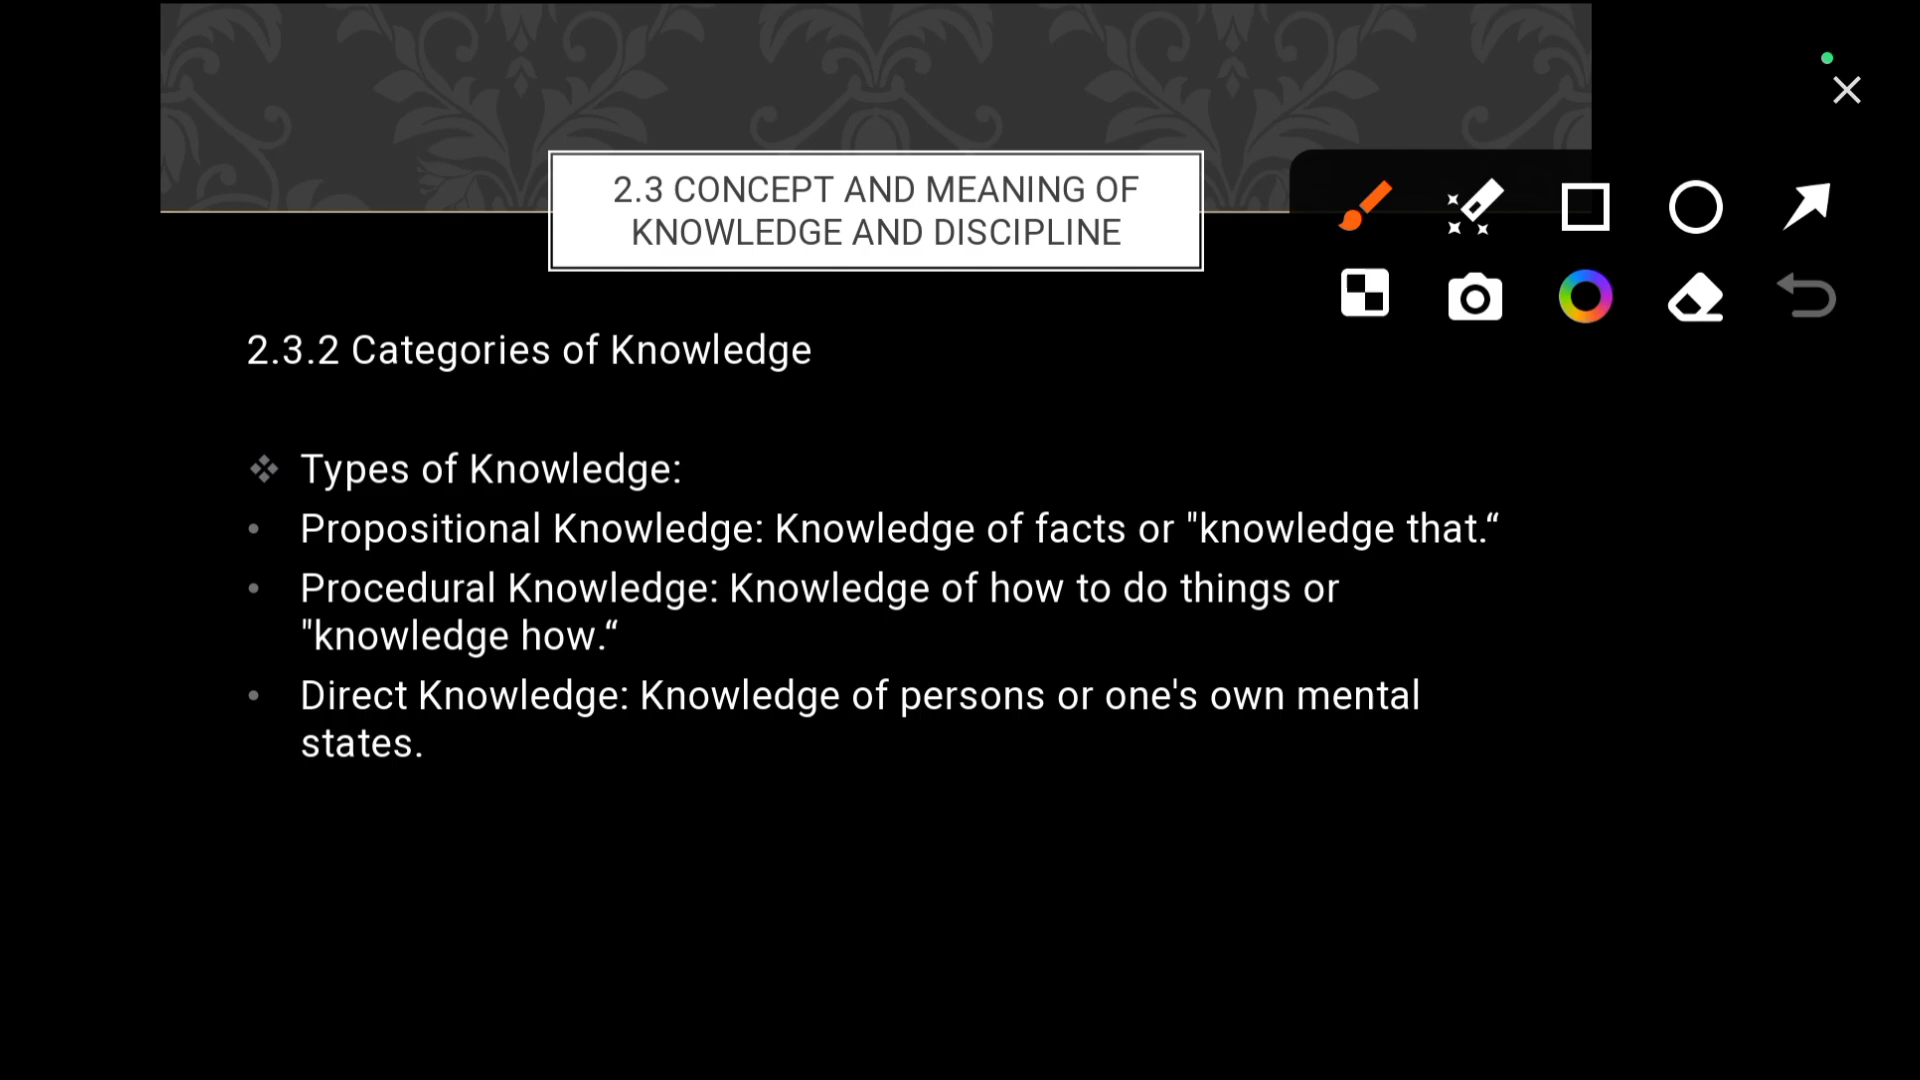 2.3 CONCEPT AND MEANING OF
KNOWLEDGE AND DISCIPLINE
2.3.2 Categories of Knowledge
❖ Types of Knowledge:
• Propositional Knowledge: Knowledge of facts or "knowledge that.“
• Procedural Knowledge: Knowledge of how to do things or
"knowledge how.“
• Direct Knowledge: Knowledge of persons or one's own mental
states.